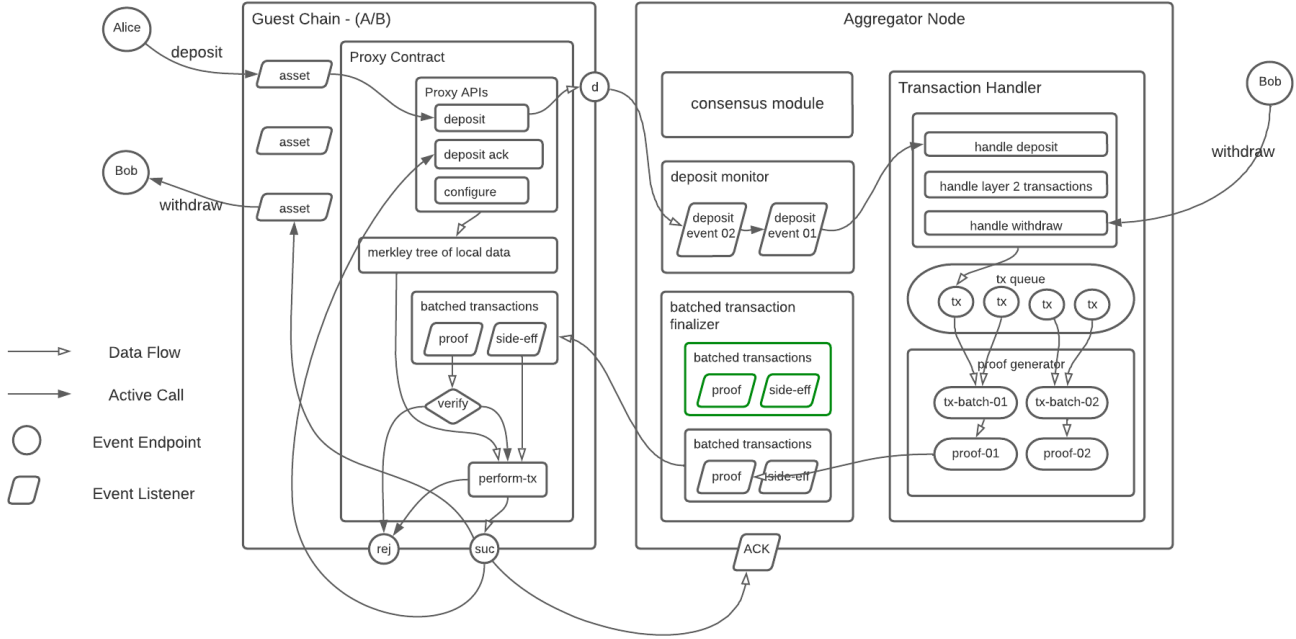 Alice
deposit
Bob
withdraw
Data Flow
Active Call
Event Endpoint
Event Listener
Guest Chain - (A/B)
asset
asset
asset
Proxy Contract
Proxy APIs
deposit
deposit ack
configure
merkley tree of local data
batched transactions
proof
side-eff
verify
perform-tx
rej
suc
d
Aggregator Node
consensus module
deposit monitor
deposit
event 02
deposit
event 01
batched transaction
finalizer
batched transactions
proof
side-eff
batched transactions
proof
side-eff
ACK
Transaction Handler
handle deposit
handle layer 2 transactions
handle withdraw
tx queue
tx
tx
tx
tx
proof generator
tx-batch-01
tx-batch-02
proof-01
proof-02
Bob
withdraw